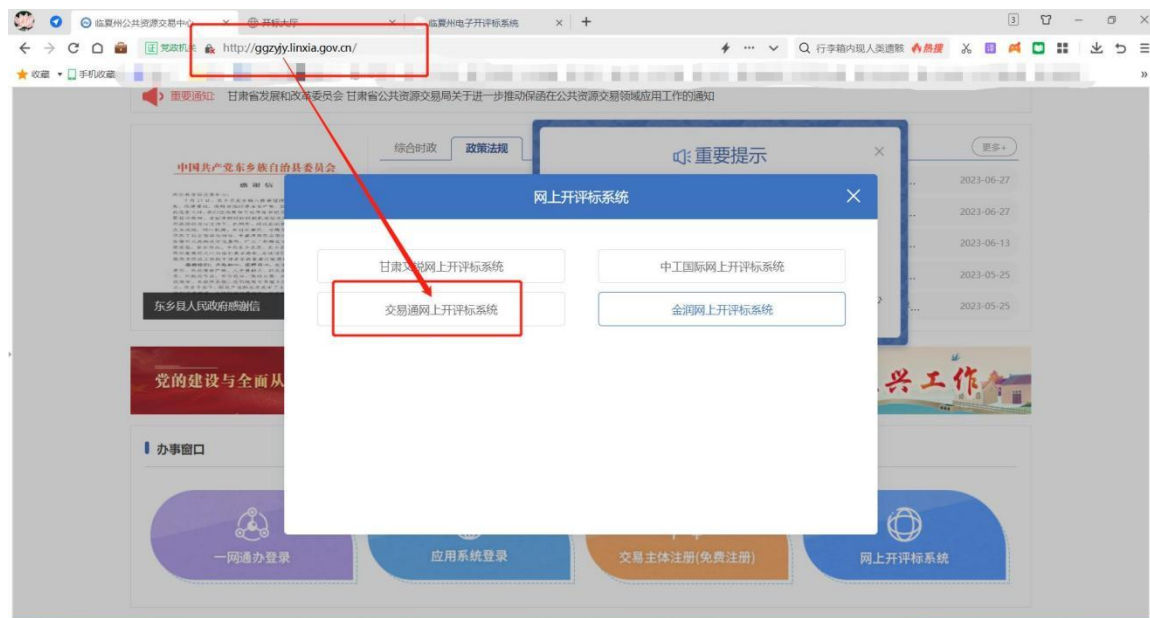 临夏州公共资源交易中心
开标大厅
临夏州电子开评标系统
3
证 党政机关
http://ggzyjy.linxia.gov.cn/
行李箱内现人类遗骸
热搜
收藏
手机收藏
重要通知: 甘肃省发展和改革委员会 甘肃省公共资源交易局关于进一步推动保函在公共资源交易领域应用工作的通知
综合时政
政策法规
重要提示
更多+
中国共产党东乡族自治县委员会
感谢信
2023-06-27
网上开评标系统
2023-06-27
2023-06-13
甘肃文锐网上开评标系统
中工国际网上开评标系统
2023-05-25
东乡县人民政府感谢信
交易通网上开评标系统
金润网上开评标系统
2023-05-25
党的建设与全面从
兴工作
办事窗口
一网通办登录
应用系统登录
交易主体注册(免费注册)
网上开评标系统